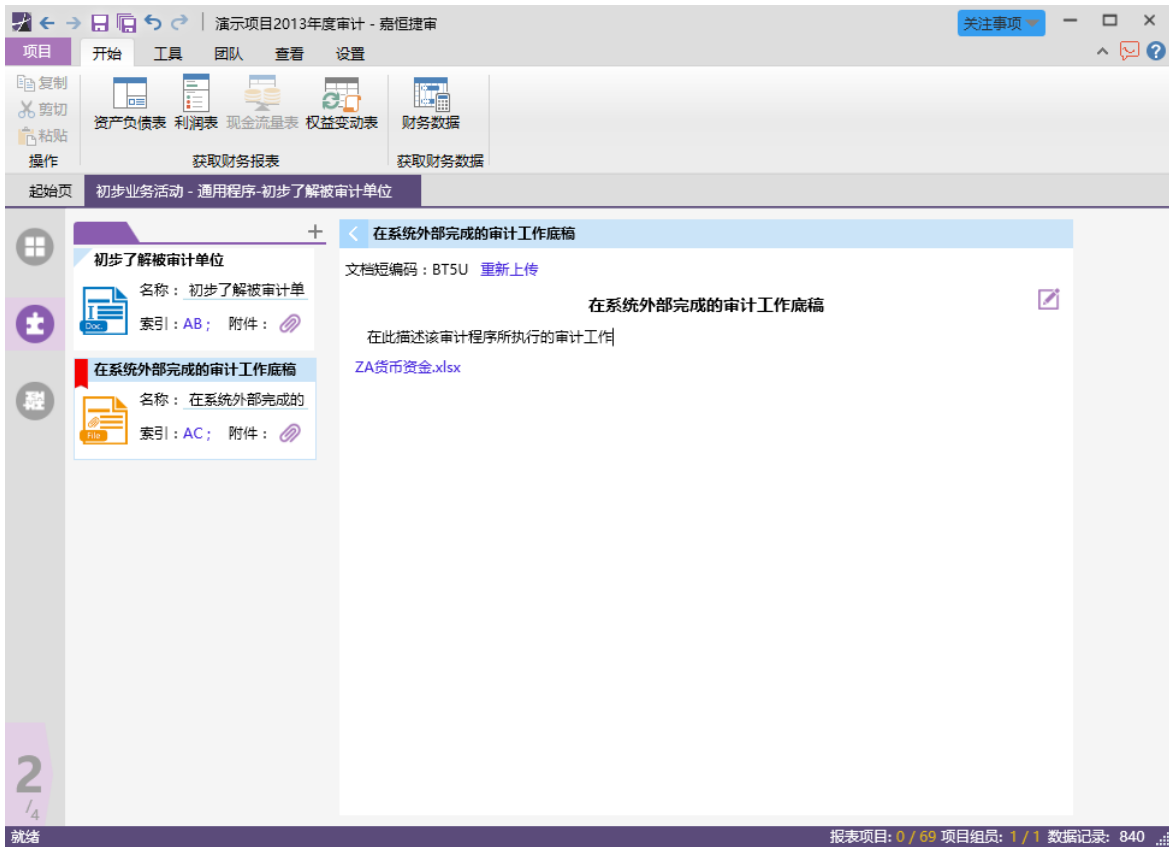 演示项目2013年度审计 - 嘉恒捷审
关注事项
项目 开始 工具 团队 查看 设置
复制
剪切
粘贴
资产负债表 利润表 现金流量表 权益变动表 财务数据
操作 获取财务报表 获取财务数据
起始页 初步业务活动 - 通用程序-初步了解被审计单位
初步了解被审计单位
名称： 初步了解被审计单
Doc.
索引：AB； 附件：
在系统外部完成的审计工作底稿
名称： 在系统外部完成的
File
索引：AC； 附件：
在系统外部完成的审计工作底稿
文档短编码：BT5U 重新上传
在系统外部完成的审计工作底稿
在此描述该审计程序所执行的审计工作
ZA货币资金.xlsx
2
/4
就绪 报表项目: 0 / 69 项目组员: 1 / 1 数据记录: 840